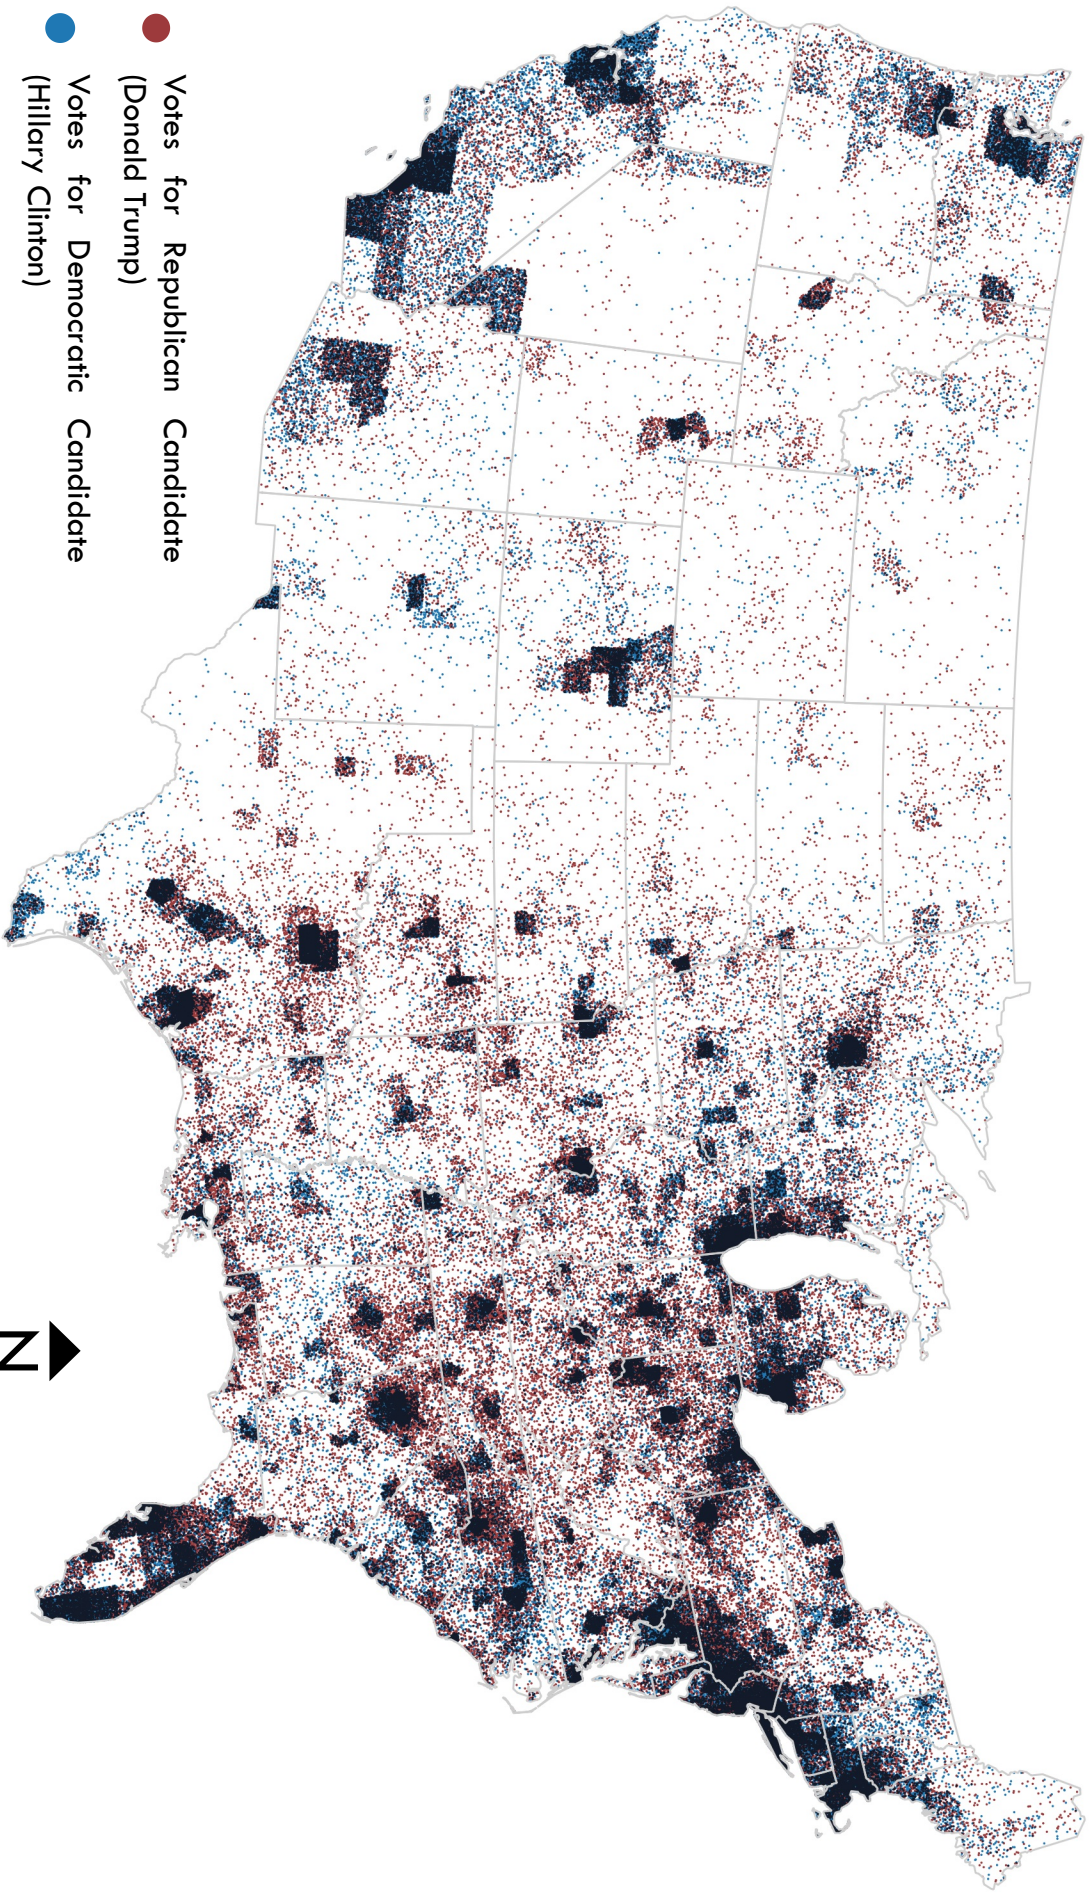 Votes for Republican Candidate
(Donald Trump)
Votes for Democratic Candidate
(Hillary Clinton)
N